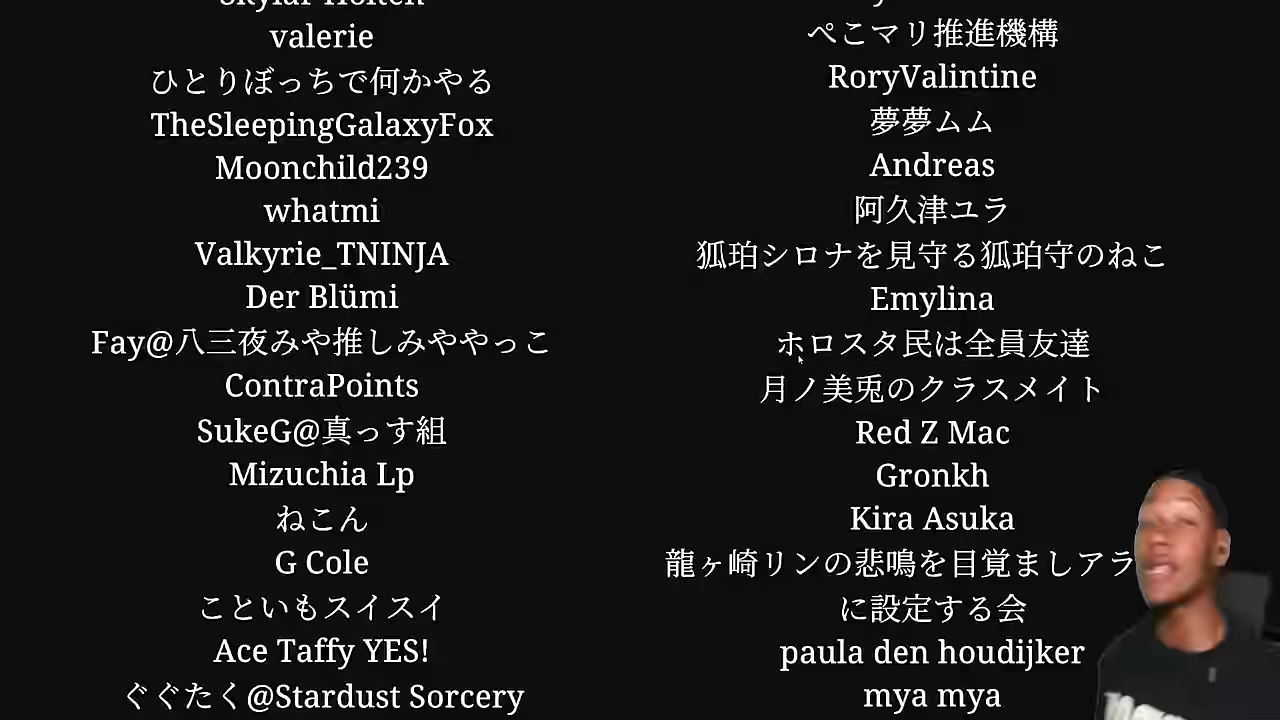 valerie
ひとりぼっちで何かやる
TheSleepingGalaxyFox
Moonchild239
whatmi
Valkyrie_TNINJA
Der Blümi
Fay@八三夜みや推しみややっこ
ContraPoints
SukeG@真っす組
Mizuchia Lp
ねこん
G Cole
こといもスイスイ
Ace Taffy YES!
ぐぐたく@Stardust Sorcery
ぺこマリ推進機構
RoryValintine
夢夢ムム
Andreas
阿久津ユラ
狐珀シロナを見守る狐珀守のねこ
Emylina
ホロスタ民は全員友達
月ノ美兎のクラスメイト
Red Z Mac
Gronkh
Kira Asuka
龍ヶ崎リンの悲鳴を目覚ましアラ
に設定する会
paula den houdijker
mya mya